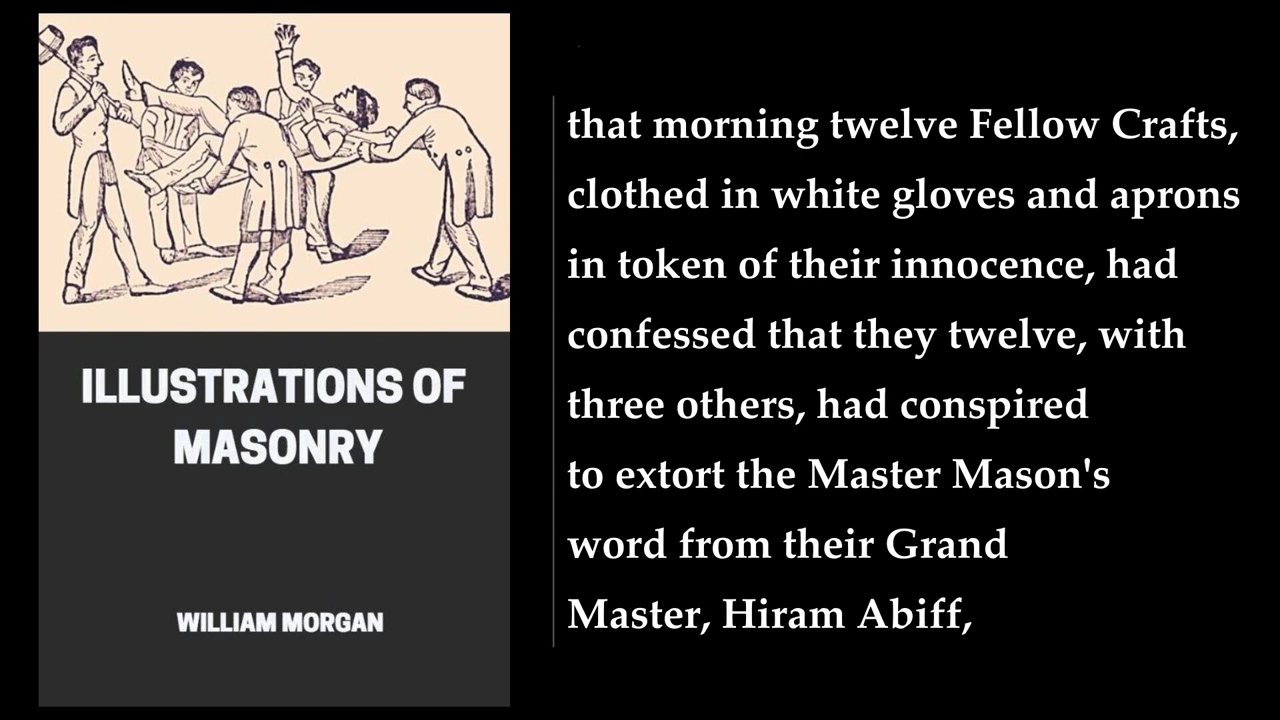 ILLUSTRATIONS OF
MASONRY
WILLIAM MORGAN
that morning twelve Fellow Crafts,
clothed in white gloves and aprons
in token of their innocence, had
confessed that they twelve, with
three others, had conspired
to extort the Master Mason's
word from their Grand
Master, Hiram Abiff,